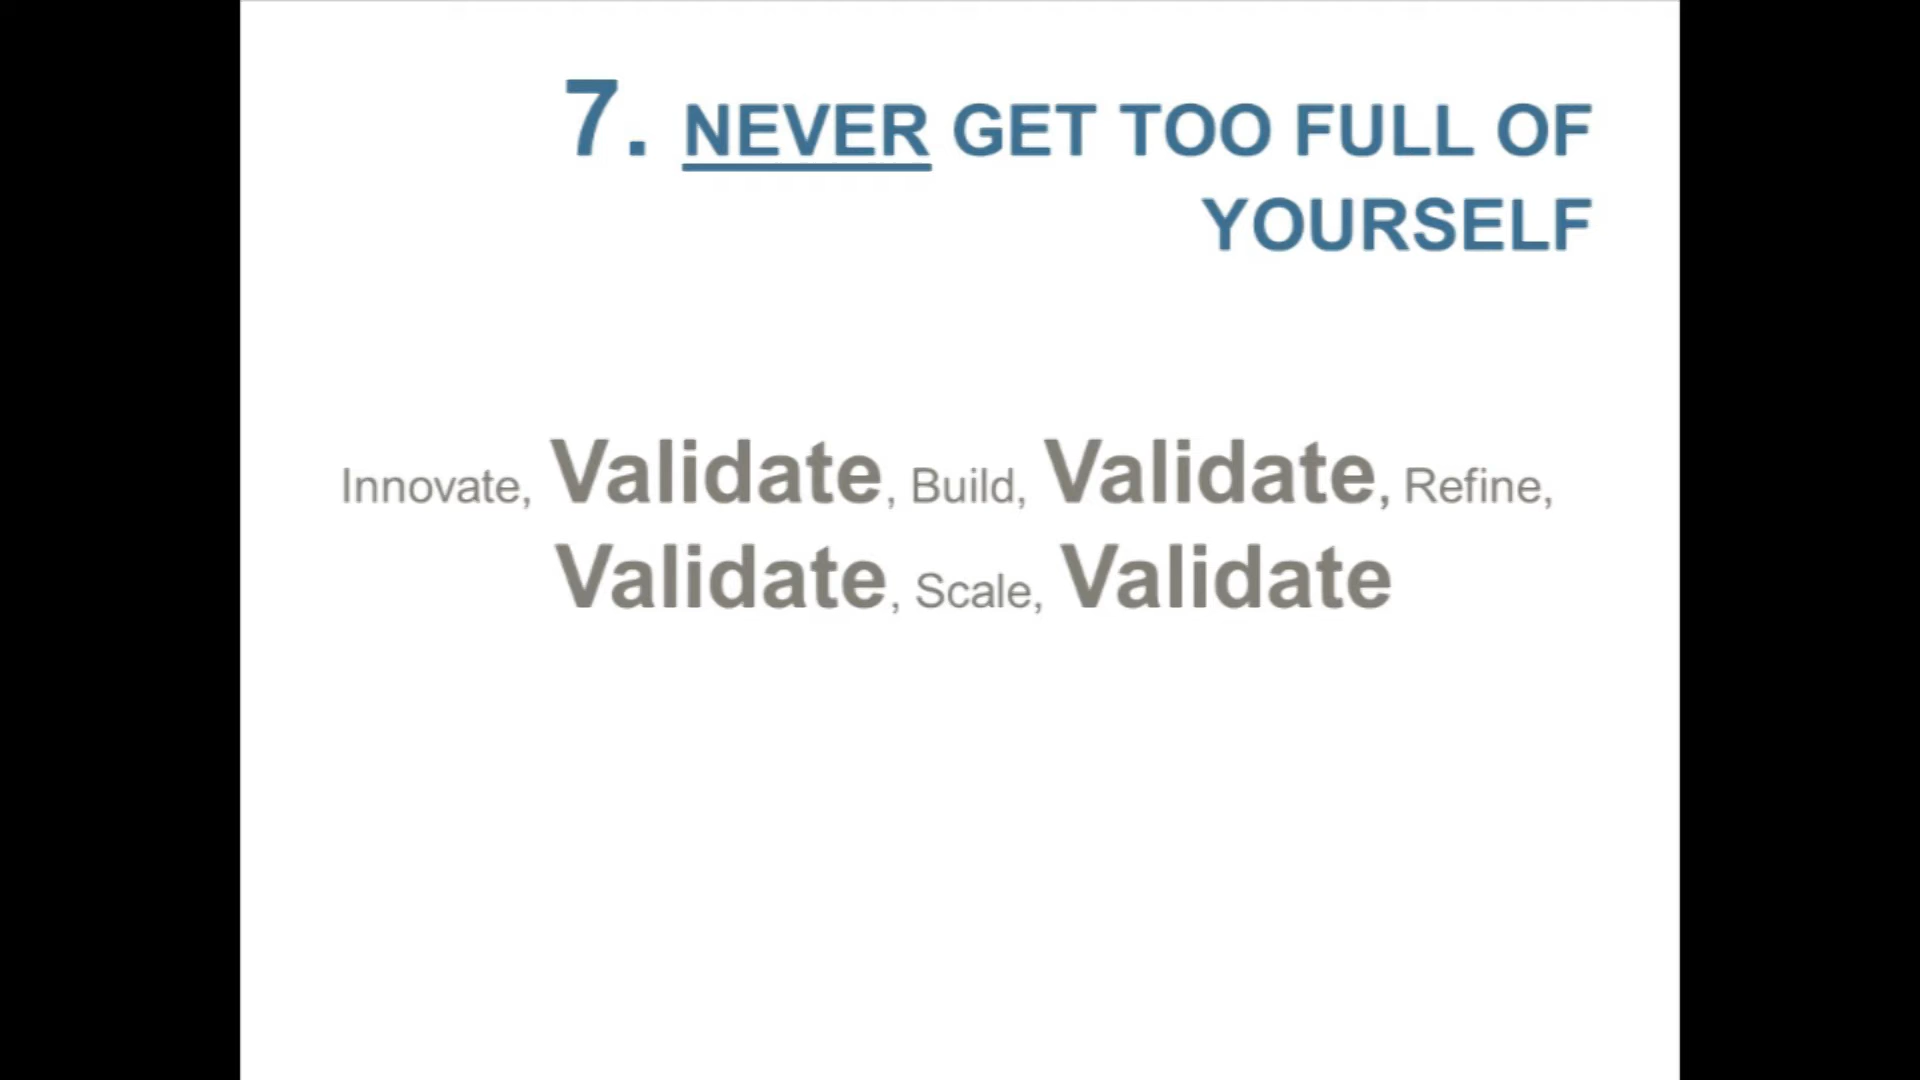 7. NEVER GET TOO FULL OF
YOURSELF
Innovate, Validate, Build, Validate, Refine,
Validate, Scale, Validate